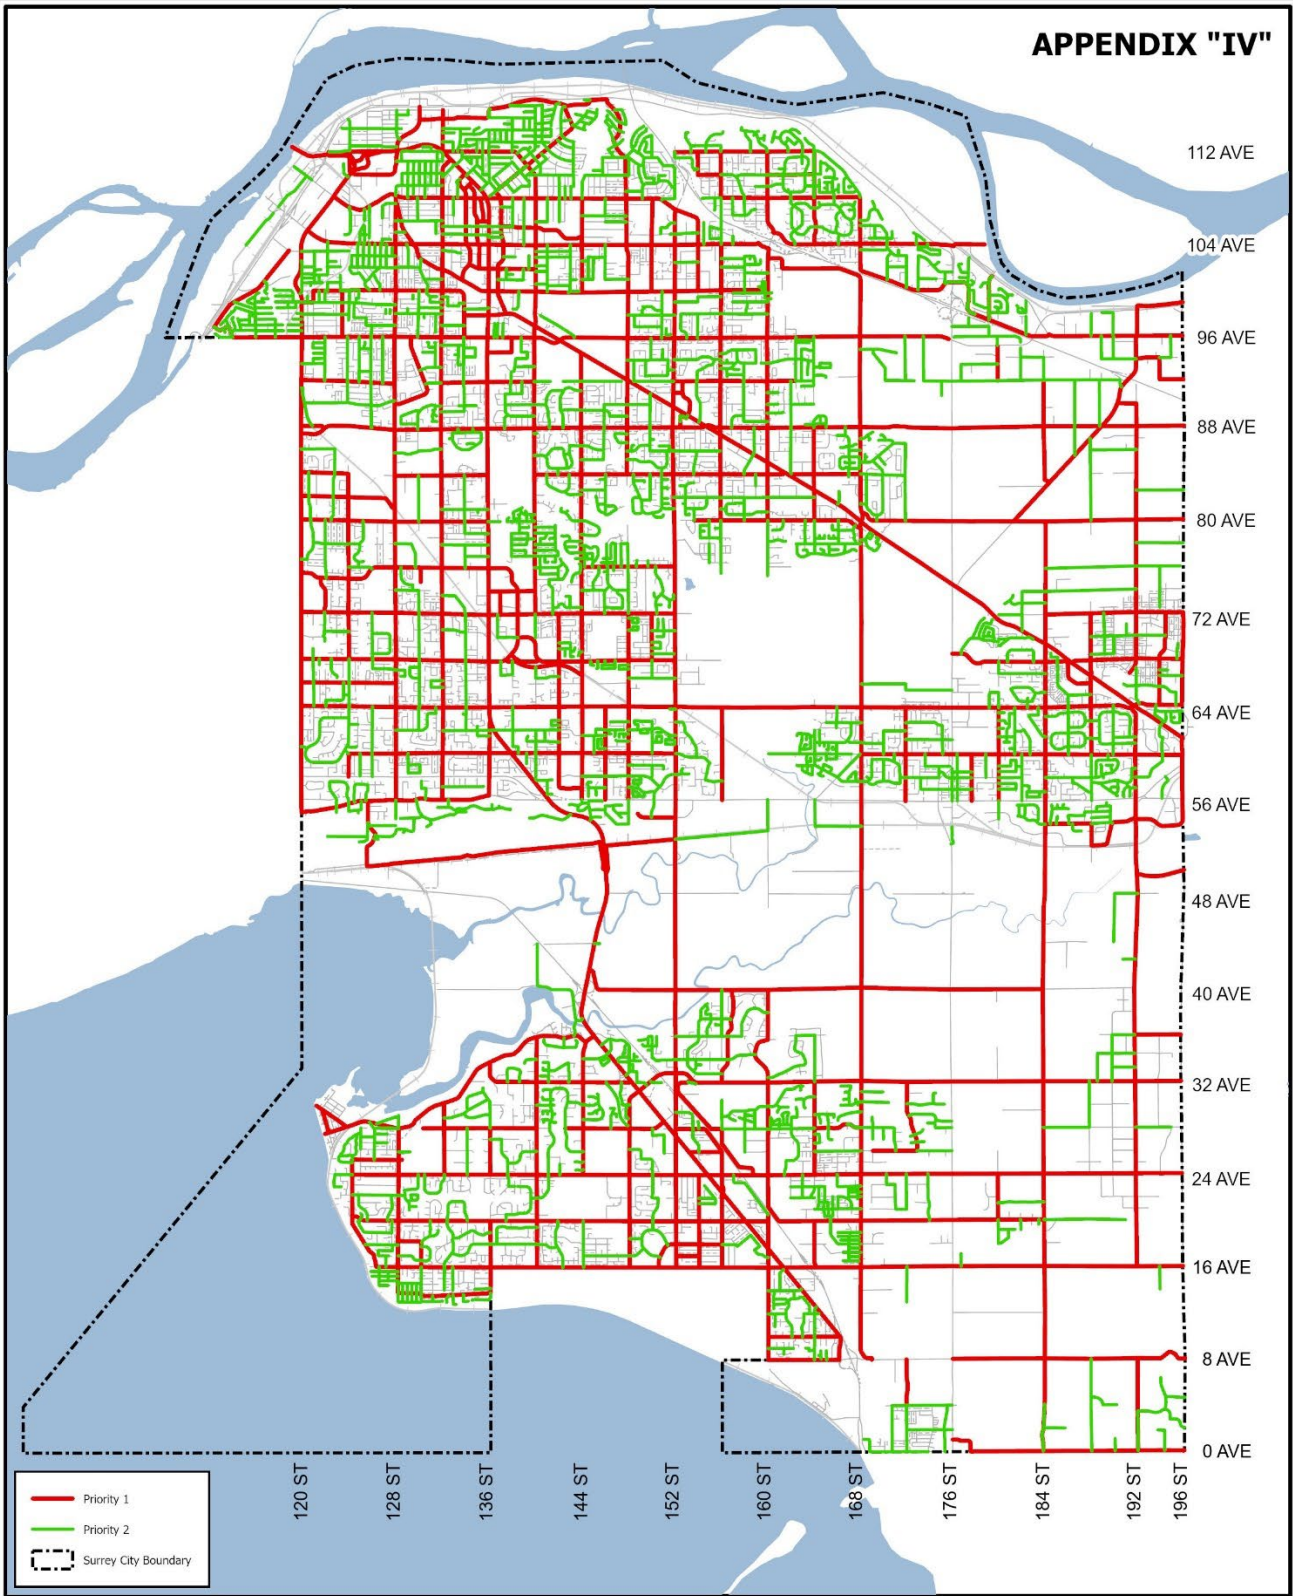 APPENDIX "IV"
112 AVE
104 AVE
96 AVE
88 AVE
80 AVE
72 AVE
64 AVE
56 AVE
48 AVE
40 AVE
32 AVE
24 AVE
16 AVE
8 AVE
0 AVE
120 ST
128 ST
136 ST
144 ST
152 ST
160 ST
168 ST
176 ST
184 ST
192 ST
196 ST
Priority 1
Priority 2
Surrey City Boundary